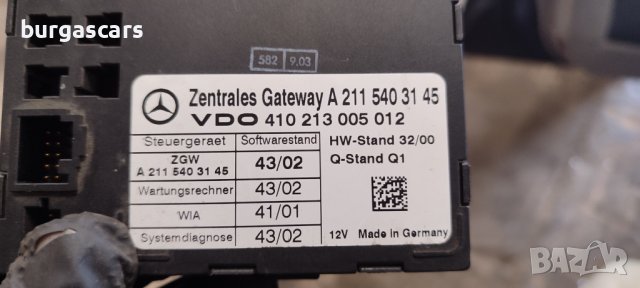 burgascars
582 9.03
Zentrales Gateway A 211 540 31 45
VDO 410 213 005 012
Steuergeraet Softwarestand HW-Stand 32/00
ZGW
A 211 540 31 45 43/02 Q-Stand Q1
Wartungsrechner 43/02
WIA 41/01
Systemdiagnose 43/02 12V Made in Germany
BAZAR
bg